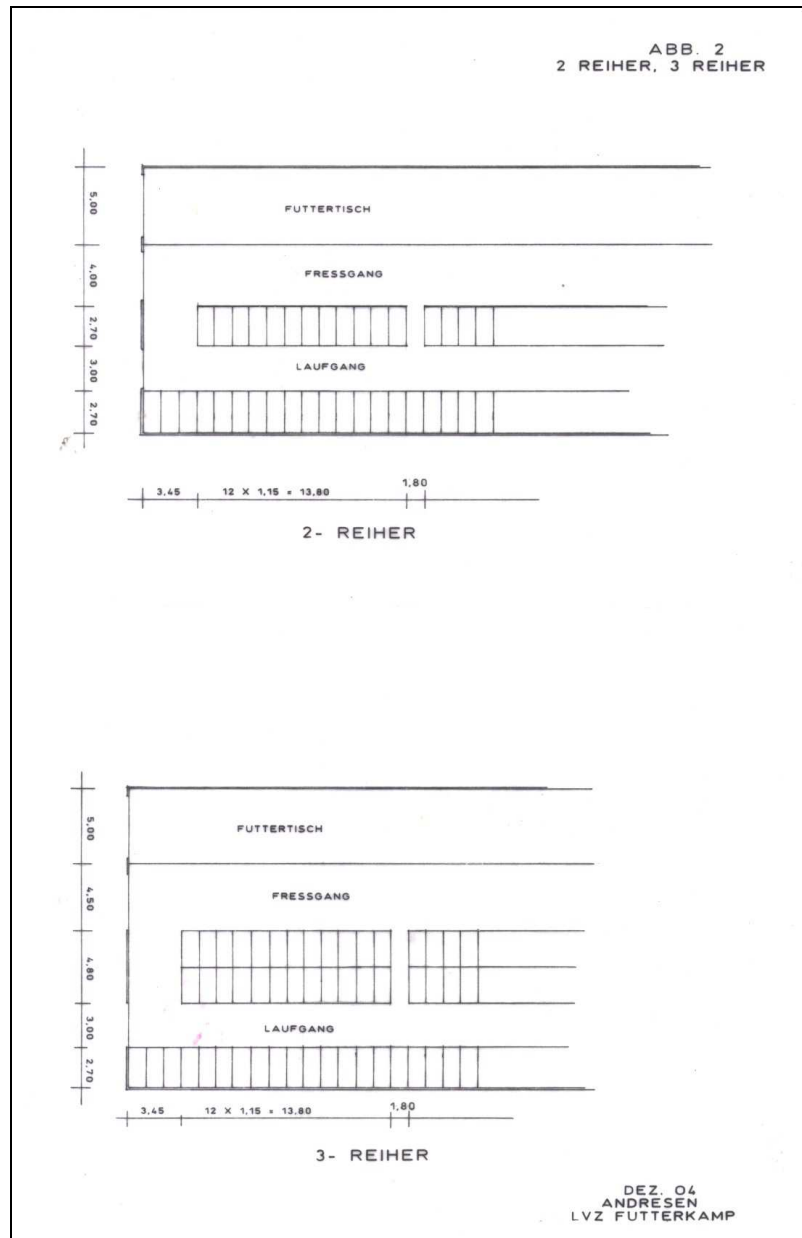 ABB. 2
2 REIHER, 3 REIHER
5,00
FUTTERTISCH
4,00
FRESSGANG
2,70
3,00
LAUFGANG
2,70
3,45 12 X 1,15 = 13,80 1,80
2- REIHER
5,00
FUTTERTISCH
4,50
FRESSGANG
4,80
3,00
LAUFGANG
2,70
3,45 12 X 1,15 = 13,80 1,80
3- REIHER
DEZ. 04
ANDRESEN
LVZ FUTTERKAMP